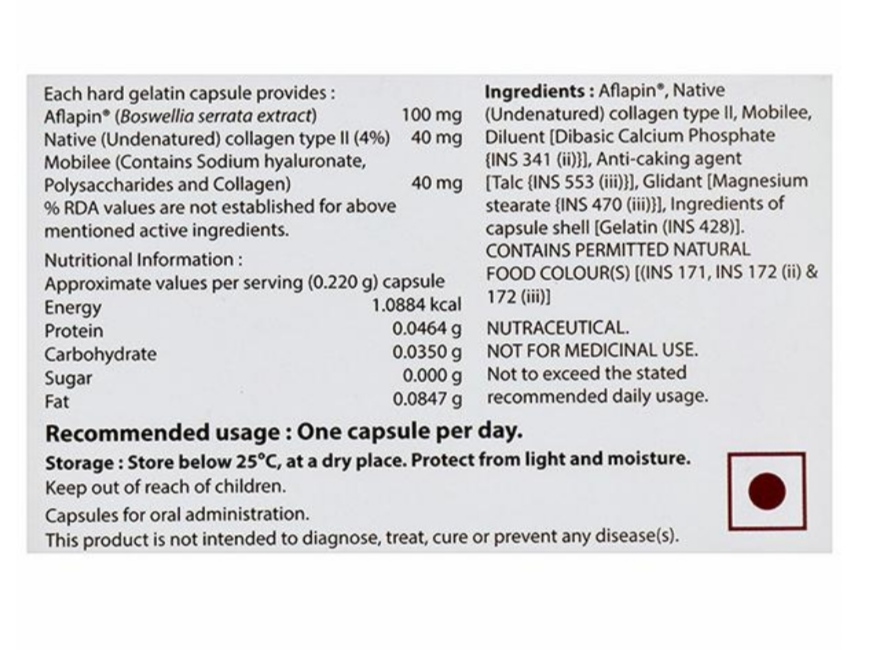 Each hard gelatin capsule provides :
Aflapin® (Boswellia serrata extract) 100 mg
Native (Undenatured) collagen type II (4%) 40 mg
Mobilee (Contains Sodium hyaluronate,
Polysaccharides and Collagen) 40 mg
% RDA values are not established for above
mentioned active ingredients.
Nutritional Information :
Approximate values per serving (0.220 g) capsule
Energy 1.0884 kcal
Protein 0.0464 g
Carbohydrate 0.0350 g
Sugar 0.000 g
Fat 0.0847 g
Ingredients : Aflapin®, Native
(Undenatured) collagen type II, Mobilee,
Diluent [Dibasic Calcium Phosphate
{INS 341 (ii)}], Anti-caking agent
[Talc {INS 553 (iii)}], Glidant [Magnesium
stearate {INS 470 (iii)}], Ingredients of
capsule shell [Gelatin (INS 428)].
CONTAINS PERMITTED NATURAL
FOOD COLOUR(S) [(INS 171, INS 172 (ii) &
172 (iii)]
NUTRACEUTICAL.
NOT FOR MEDICINAL USE.
Not to exceed the stated
recommended daily usage.
Recommended usage : One capsule per day.
Storage : Store below 25°C, at a dry place. Protect from light and moisture.
Keep out of reach of children.
Capsules for oral administration.
This product is not intended to diagnose, treat, cure or prevent any disease(s).